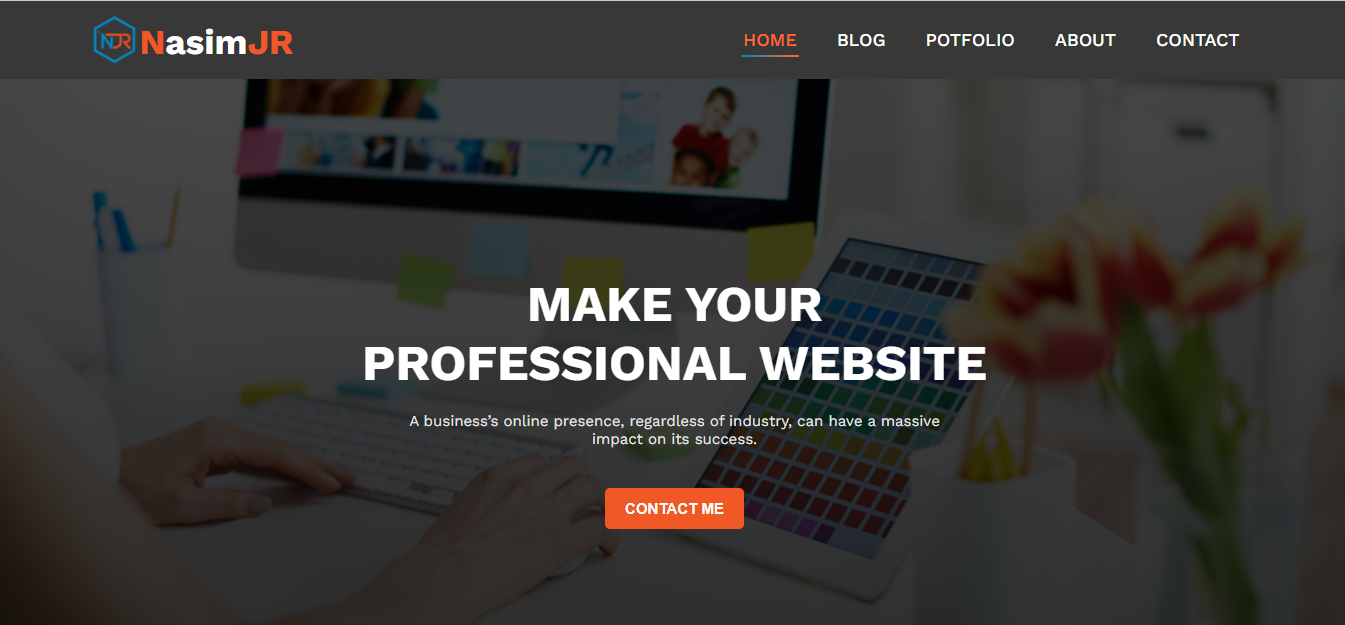 NJR NasimJR
HOME BLOG POTFOLIO ABOUT CONTACT
MAKE YOUR
PROFESSIONAL WEBSITE
A business’s online presence, regardless of industry, can have a massive
impact on its success.
CONTACT ME